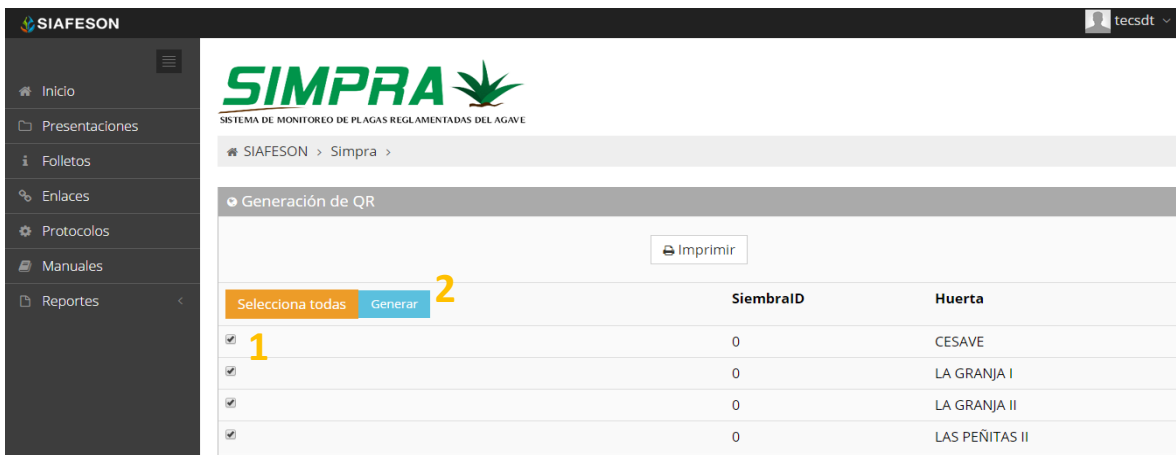 SIAFESON
tecsdt
Inicio
Presentaciones
Folletos
Enlaces
Protocolos
Manuales
Reportes
SIMPRA
SISTEMA DE MONITOREO DE PLAGAS REGLAMENTADAS DEL AGAVE
SIAFESON > Simpra >
Generación de QR
Imprimir
Selecciona todas Generar 2 SiembraID Huerta
1 0 CESAVE
0 LA GRANJA I
0 LA GRANJA II
0 LAS PEÑITAS II